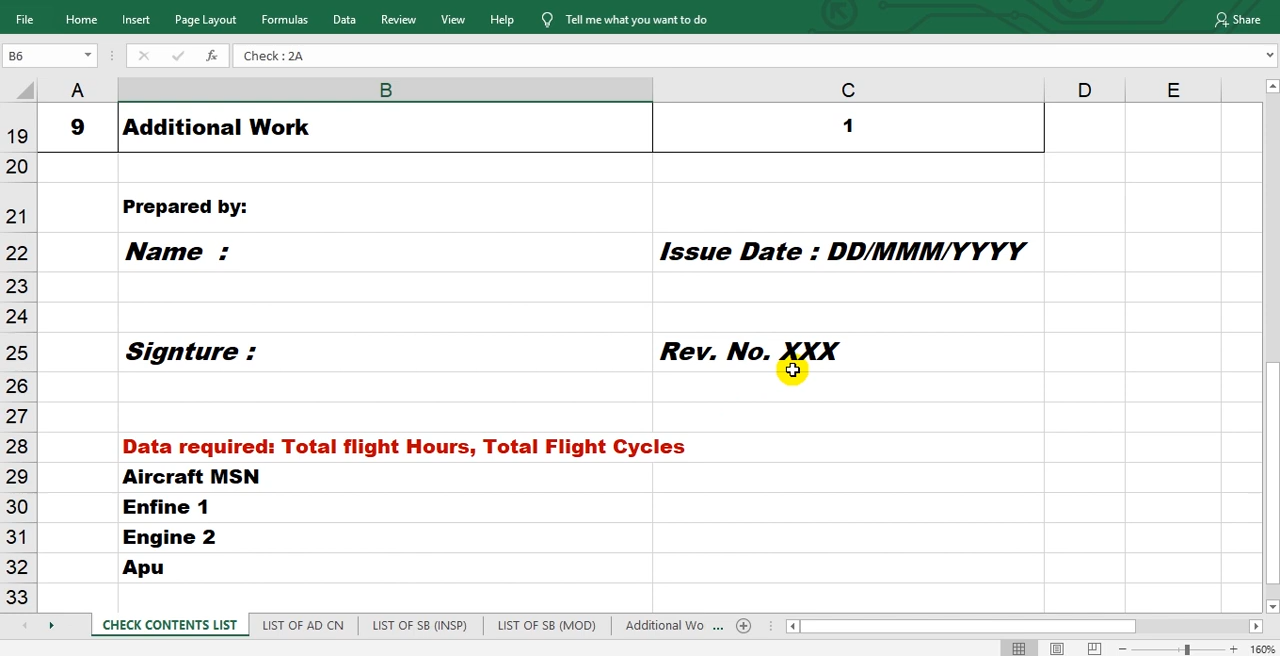 File Home Insert Page Layout Formulas Data Review View Help Tell me what you want to do Share
B6 fx Check : 2A
A B C D E
19 9 Additional Work 1
20
21 Prepared by:
22 Name : Issue Date : DD/MMM/YYYY
23
24
25 Signture : Rev. No. XXX
26
27
28 Data required: Total flight Hours, Total Flight Cycles
29 Aircraft MSN
30 Enfine 1
31 Engine 2
32 Apu
33
CHECK CONTENTS LIST LIST OF AD CN LIST OF SB (INSP) LIST OF SB (MOD) Additional Wo ...
160%